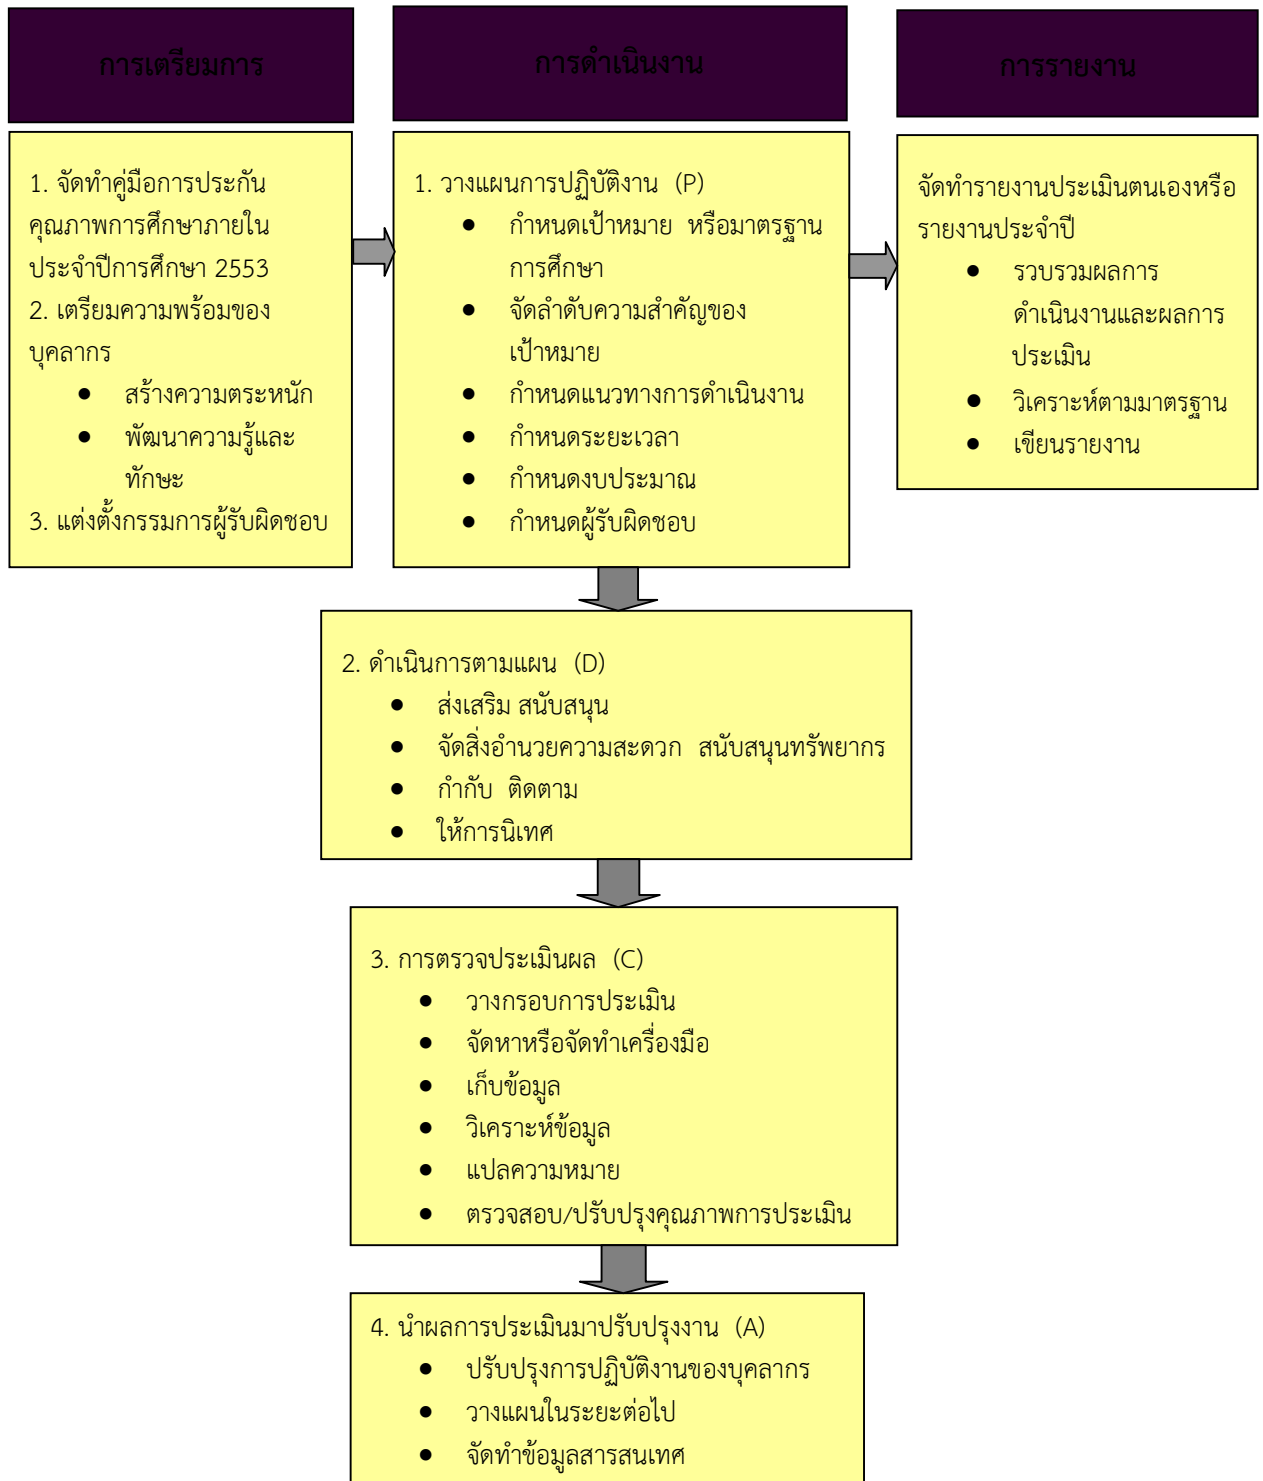 การเตรียมการ
การดำเนินงาน
การรายงาน
1. จัดทำคู่มือการประกัน
คุณภาพการศึกษาภายใน
ประจำปีการศึกษา 2553
2. เตรียมความพร้อมของ
บุคลากร
● สร้างความตระหนัก
● พัฒนาความรู้และ
ทักษะ
3. แต่งตั้งกรรมการผู้รับผิดชอบ
1. วางแผนการปฏิบัติงาน (P)
● กำหนดเป้าหมาย หรือมาตรฐาน
การศึกษา
● จัดลำดับความสำคัญของ
เป้าหมาย
● กำหนดแนวทางการดำเนินงาน
● กำหนดระยะเวลา
● กำหนดงบประมาณ
● กำหนดผู้รับผิดชอบ
จัดทำรายงานประเมินตนเองหรือ
รายงานประจำปี
● รวบรวมผลการ
ดำเนินงานและผลการ
ประเมิน
● วิเคราะห์ตามมาตรฐาน
● เขียนรายงาน
2. ดำเนินการตามแผน (D)
● ส่งเสริม สนับสนุน
● จัดสิ่งอำนวยความสะดวก สนับสนุนทรัพยากร
● กำกับ ติดตาม
● ให้การนิเทศ
3. การตรวจประเมินผล (C)
● วางกรอบการประเมิน
● จัดหาหรือจัดทำเครื่องมือ
● เก็บข้อมูล
● วิเคราะห์ข้อมูล
● แปลความหมาย
● ตรวจสอบ/ปรับปรุงคุณภาพการประเมิน
4. นำผลการประเมินมาปรับปรุงงาน (A)
● ปรับปรุงการปฏิบัติงานของบุคลากร
● วางแผนในระยะต่อไป
● จัดทำข้อมูลสารสนเทศ